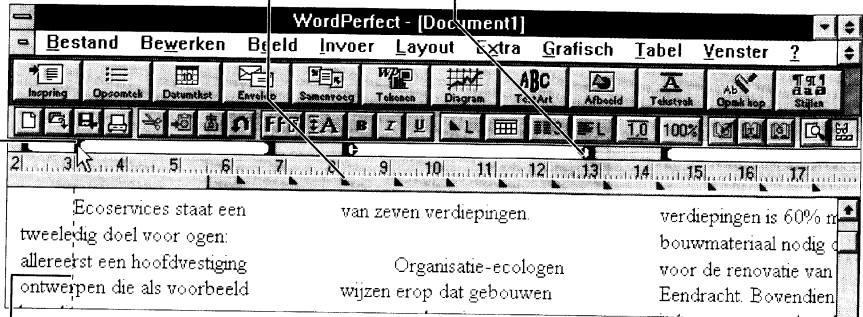 WordPerfect - [Document1]
Bestand Bewerken Beeld Invoer Layout Extra Grafisch Tabel Venster ?
Inspring Opsomtek Datumtkst Envelop Samenvoeg Tekenen Diagram TextArt Afbeeld Tekstvak Opmk kop Stijlen
B I U L L 1,0 100%
2 3 4 5 6 7 8 9 10 11 12 13 14 15 16 17
Ecoservices staat een van zeven verdiepingen. verdiepingen is 60% m
tweeledig doel voor ogen: bouwmateriaal nodig
allereerst een hoofdvestiging Organisatie-ecologen voor de renovatie van
ontwerpen die als voorbeeld wijzen erop dat gebouwen Eendracht. Bovendien